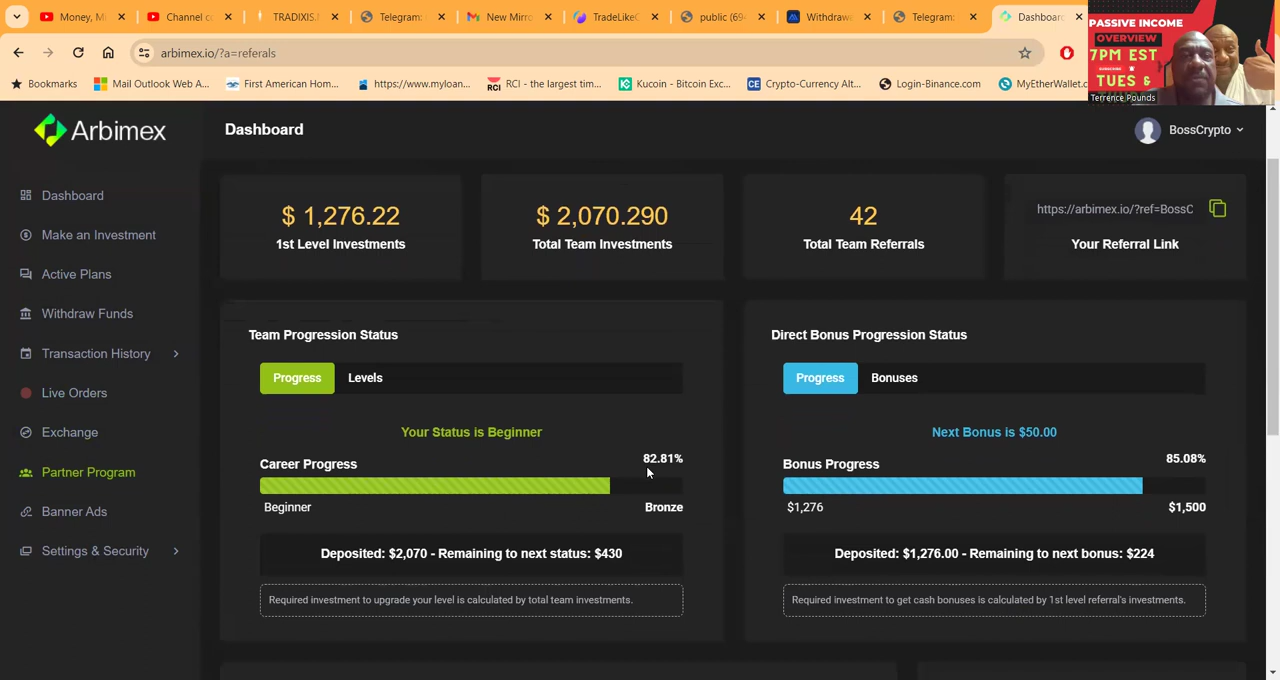 Money, M
Channel c
TRADIXIS.
Telegram:
New Mirro
TradeLikeC
public (69
Withdraw
Telegram:
Dashboard
arbimex.io/?a=referals
Bookmarks
Mail Outlook Web A...
First American Hom...
https://www.myloan...
RCI
RCI - the largest tim...
Kucoin - Bitcoin Exc...
CE
Crypto-Currency Alt...
Login-Binance.com
MyEtherWallet.c
PASSIVE INCOME
OVERVIEW
7PM EST
TUES &
Terrence Pounds
Arbimex
Dashboard
BossCrypto
Dashboard
Make an Investment
Active Plans
Withdraw Funds
Transaction History
Live Orders
Exchange
Partner Program
Banner Ads
Settings & Security
$ 1,276.22
1st Level Investments
$ 2,070.290
Total Team Investments
42
Total Team Referrals
https://arbimex.io/?ref=BossC
Your Referral Link
Team Progression Status
Progress
Levels
Your Status is Beginner
Career Progress
82.81%
Beginner
Bronze
Deposited: $2,070 - Remaining to next status: $430
Required investment to upgrade your level is calculated by total team investments.
Direct Bonus Progression Status
Progress
Bonuses
Next Bonus is $50.00
Bonus Progress
85.08%
$1,276
$1,500
Deposited: $1,276.00 - Remaining to next bonus: $224
Required investment to get cash bonuses is calculated by 1st level referral's investments.